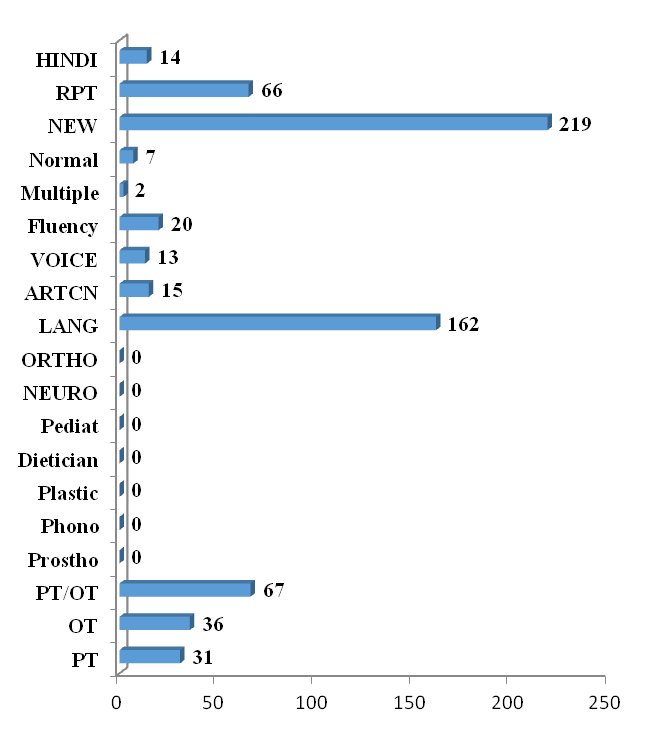 HINDI 14
RPT 66
NEW 219
Normal 7
Multiple 2
Fluency 20
VOICE 13
ARTCN 15
LANG 162
ORTHO 0
NEURO 0
Pediat 0
Dietician 0
Plastic 0
Phono 0
Prostho 0
PT/OT 67
OT 36
PT 31
0 50 100 150 200 250